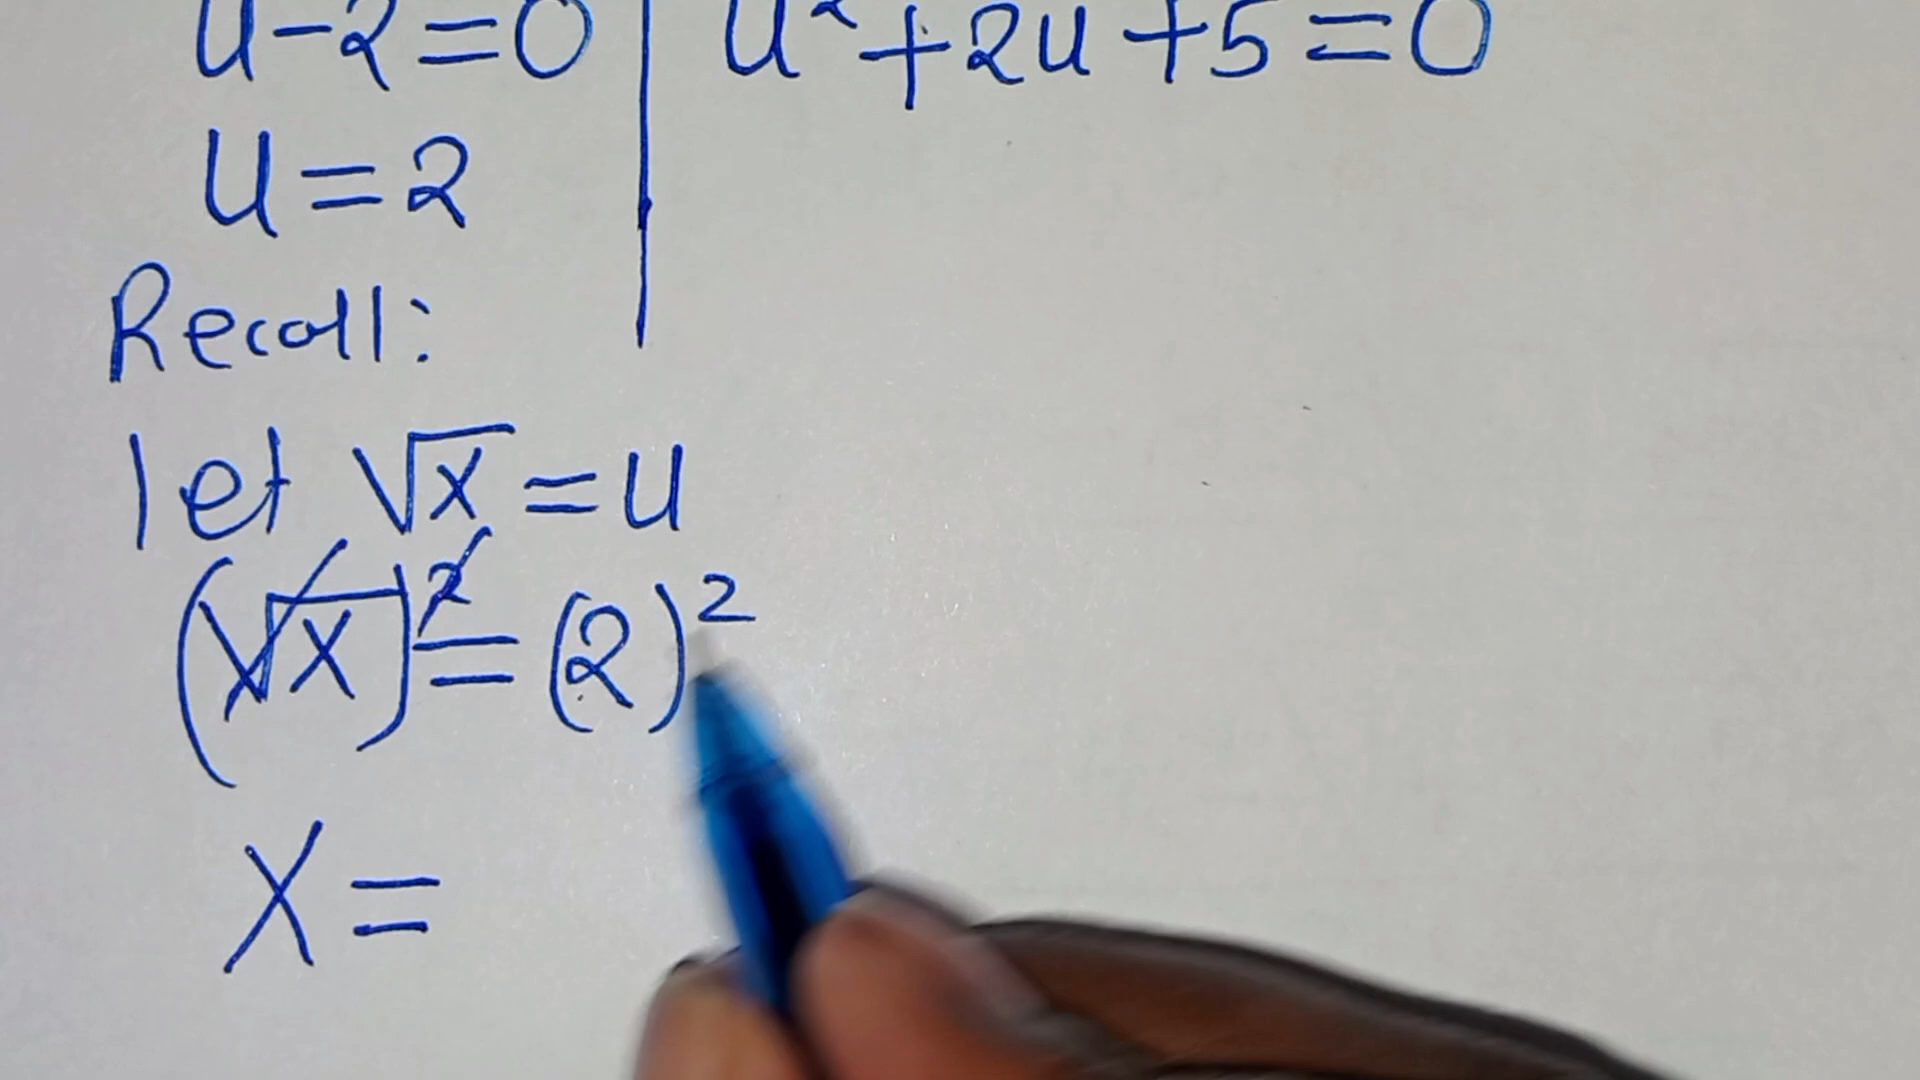 u-2=0 | u²+2u+5=0
u=2
Recall:
let √x=u
(√x)²=(2)²
x=